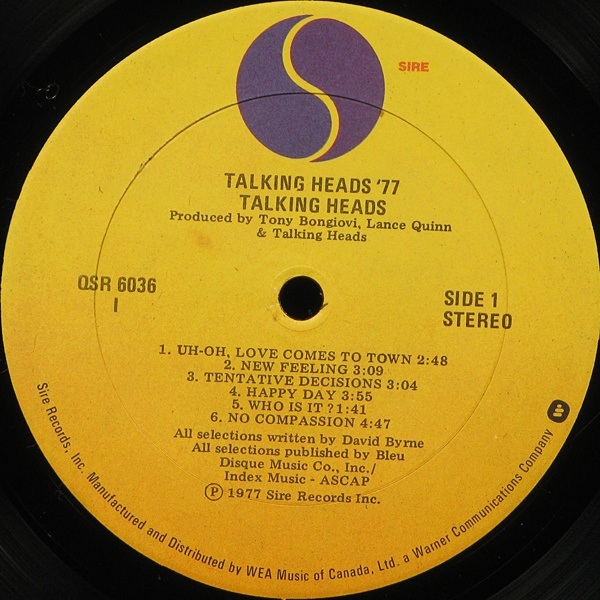 SIRE
TALKING HEADS '77
TALKING HEADS
Produced by Tony Bongiovi, Lance Quinn
& Talking Heads
QSR 6036
1
SIDE 1
STEREO
1. UH-OH, LOVE COMES TO TOWN 2:48
2. NEW FEELING 3:09
3. TENTATIVE DECISIONS 3:04
4. HAPPY DAY 3:55
5. WHO IS IT ? 1:41
6. NO COMPASSION 4:47
All selections written by David Byrne
All selections published by Bleu
Disque Music Co., Inc./
Index Music - ASCAP
Ⓟ 1977 Sire Records Inc.
Sire Records, Inc. Manufactured and Distributed by WEA Music of Canada, Ltd. a Warner Communications Company